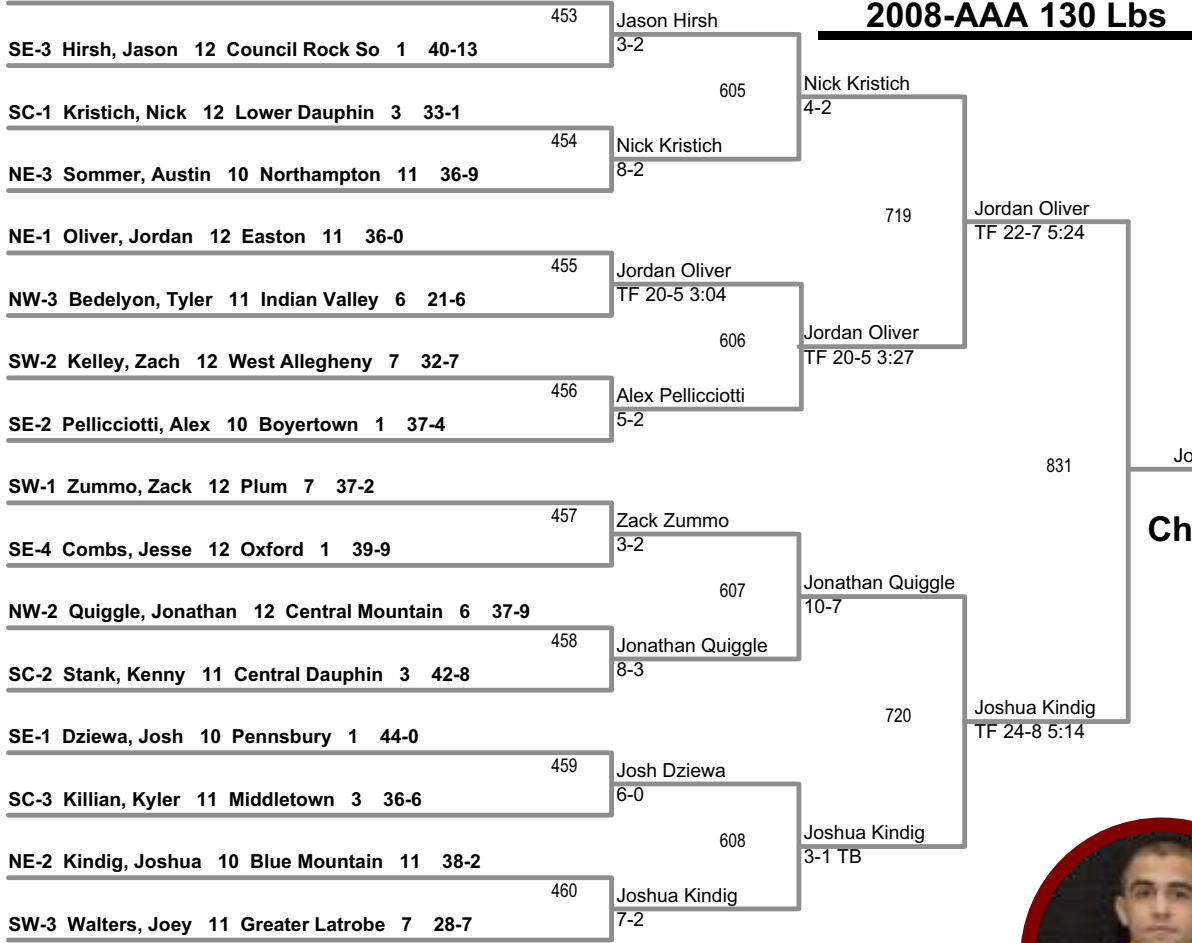 2008-AAA 130 Lbs
453
Jason Hirsh
SE-3 Hirsh, Jason 12 Council Rock So 1 40-13
3-2
605
Nick Kristich
4-2
SC-1 Kristich, Nick 12 Lower Dauphin 3 33-1
454
Nick Kristich
8-2
NE-3 Sommer, Austin 10 Northampton 11 36-9
719
Jordan Oliver
TF 22-7 5:24
NE-1 Oliver, Jordan 12 Easton 11 36-0
455
Jordan Oliver
TF 20-5 3:04
NW-3 Bedelyon, Tyler 11 Indian Valley 6 21-6
606
Jordan Oliver
TF 20-5 3:27
SW-2 Kelley, Zach 12 West Allegheny 7 32-7
456
Alex Pellicciotti
5-2
SE-2 Pellicciotti, Alex 10 Boyertown 1 37-4
831
Jo
Ch
SW-1 Zummo, Zack 12 Plum 7 37-2
457
Zack Zummo
3-2
SE-4 Combs, Jesse 12 Oxford 1 39-9
607
Jonathan Quiggle
10-7
NW-2 Quiggle, Jonathan 12 Central Mountain 6 37-9
458
Jonathan Quiggle
8-3
SC-2 Stank, Kenny 11 Central Dauphin 3 42-8
720
Joshua Kindig
TF 24-8 5:14
SE-1 Dziewa, Josh 10 Pennsbury 1 44-0
459
Josh Dziewa
6-0
SC-3 Killian, Kyler 11 Middletown 3 36-6
608
Joshua Kindig
3-1 TB
NE-2 Kindig, Joshua 10 Blue Mountain 11 38-2
460
Joshua Kindig
7-2
SW-3 Walters, Joey 11 Greater Latrobe 7 28-7